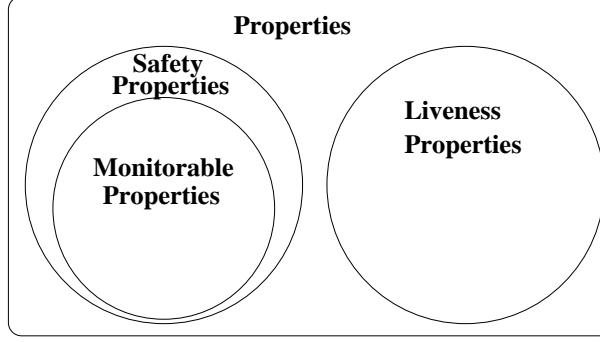 Properties
Safety
Properties
Monitorable
Properties
Liveness
Properties